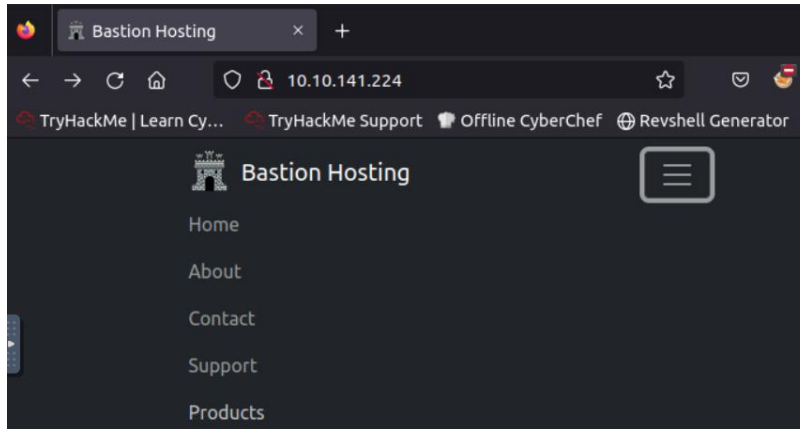 Bastion Hosting
10.10.141.224
TryHackMe | Learn Cy... TryHackMe Support Offline CyberChef Revshell Generator
Bastion Hosting
Home
About
Contact
Support
Products